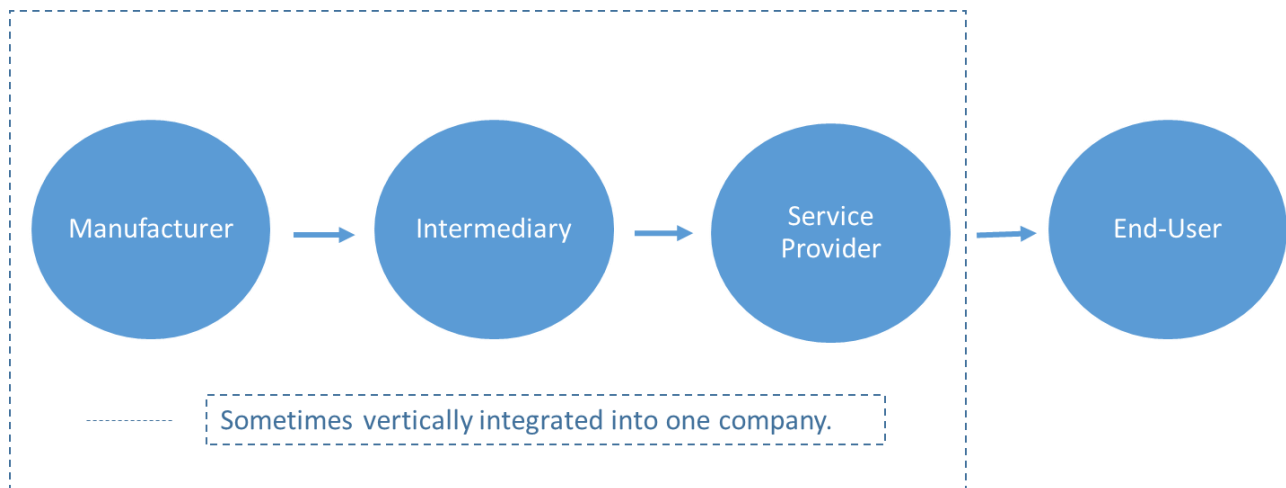 Manufacturer
Intermediary
Service
Provider
End-User
Sometimes vertically integrated into one company.